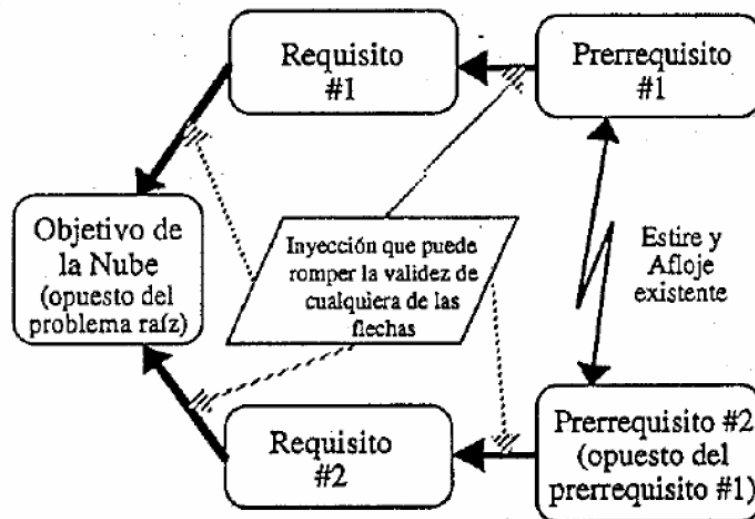 Requisito
#1
Prerrequisito
#1
Objetivo de
la Nube
(opuesto del
problema raíz)
Inyección que puede
romper la validez de
cualquiera de las
flechas
Estire y
Afloje
existente
Requisito
#2
Prerrequisito #2
(opuesto del
prerrequisito #1)